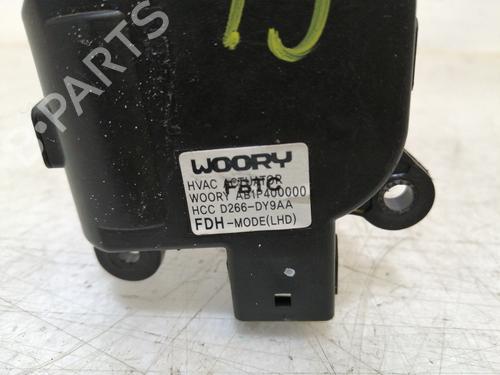 PARTS
WOORY
HVAC ACTUATOR
FBTC
WOORY AB1P400000
HCC D266-DY9AA
FDH-MODE(LHD)